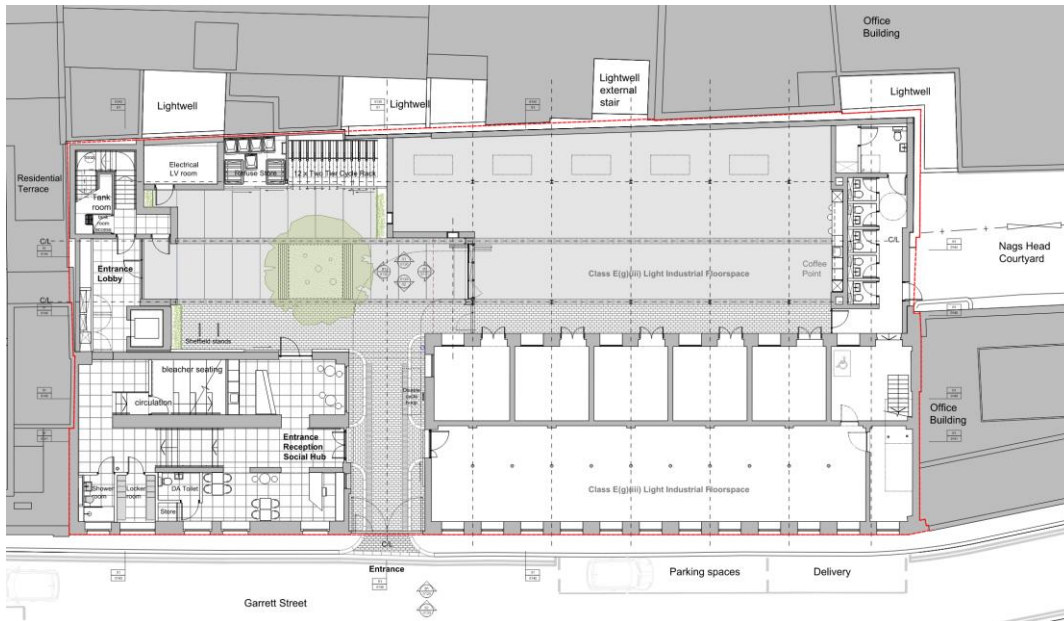 Office
Building
Lightwell
Lightwell
Lightwell
external
stair
Lightwell
Residential
Terrace
Electrical
LV room
Refuse Store
12 x Two Tier Cycle Rack
Tank
room
C/L
Entrance
Lobby
C/L
Class E(g)(iii) Light Industrial Floorspace
Coffee
Point
C/L
Nags Head
Courtyard
Sheffield stands
bleacher seating
circulation
Entrance
Reception
Social Hub
Shower
room
Locker
room
DA Toilet
Store
Class E(g)(iii) Light Industrial Floorspace
Office
Building
C/L
Entrance
Parking spaces
Delivery
Garrett Street